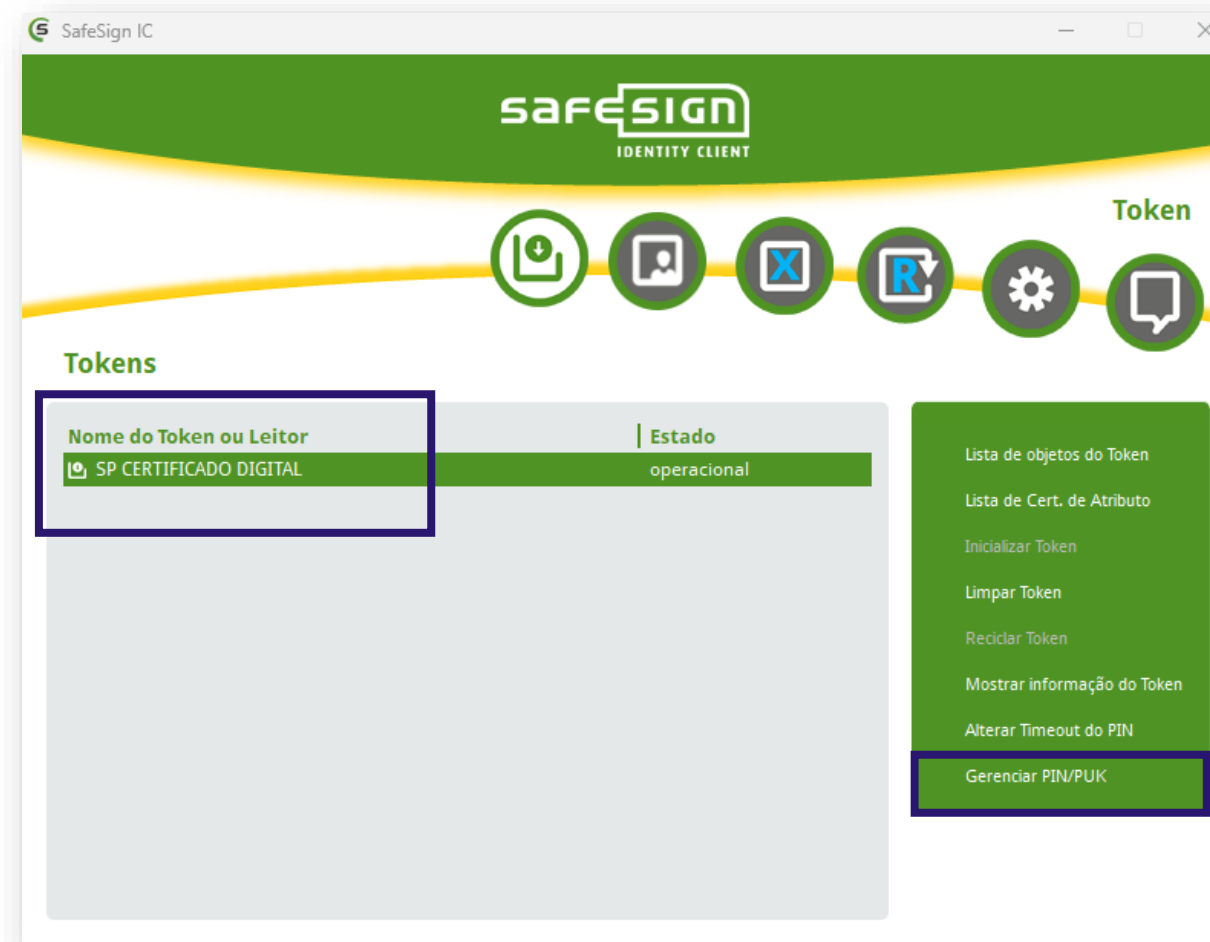 SafeSign IC
safesign
IDENTITY CLIENT
Token
X
R
Tokens
Nome do Token ou Leitor
Estado
SP CERTIFICADO DIGITAL
operacional
Lista de objetos do Token
Lista de Cert. de Atributo
Inicializar Token
Limpar Token
Reciclar Token
Mostrar informação do Token
Alterar Timeout do PIN
Gerenciar PIN/PUK